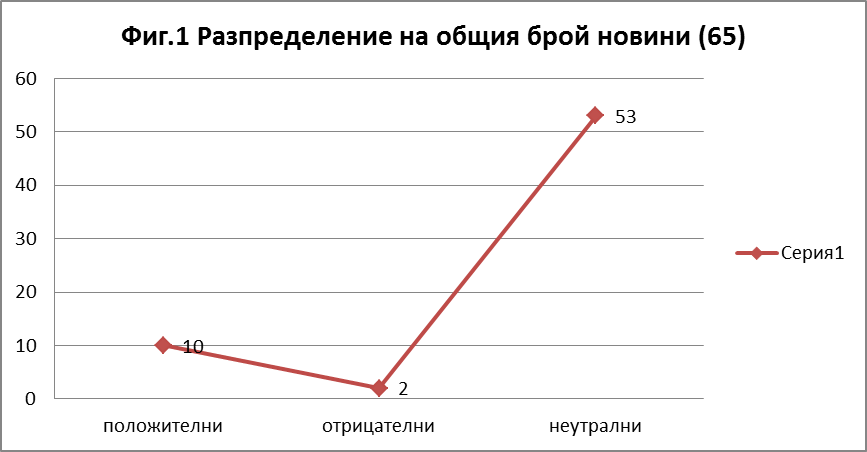 Фиг.1 Разпределение на общия брой новини (65)
60
50
40
30
20
10
0
53
10
2
Серия1
положителни
отрицателни
неутрални